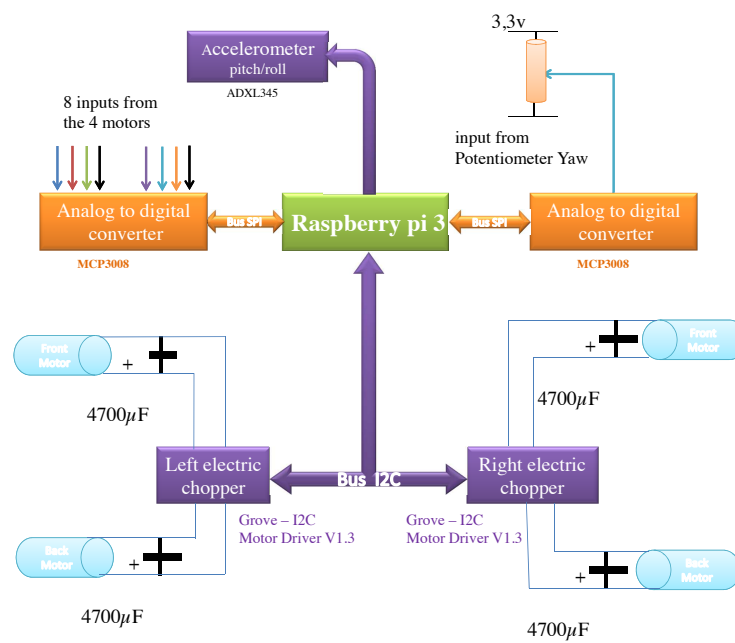 3,3v
Accelerometer
pitch/roll
ADXL345
8 inputs from
the 4 motors
input from
Potentiometer Yaw
Analog to digital
converter
MCP3008
Bus SPI
Raspberry pi 3
Bus SPI
Analog to digital
converter
MCP3008
Front
Motor
+
4700µF
Front
Motor
+
4700µF
Left electric
chopper
Bus I2C
Right electric
chopper
Grove – I2C
Motor Driver V1.3
Grove – I2C
Motor Driver V1.3
Back
Motor
+
4700µF
Back
Motor
+
4700µF